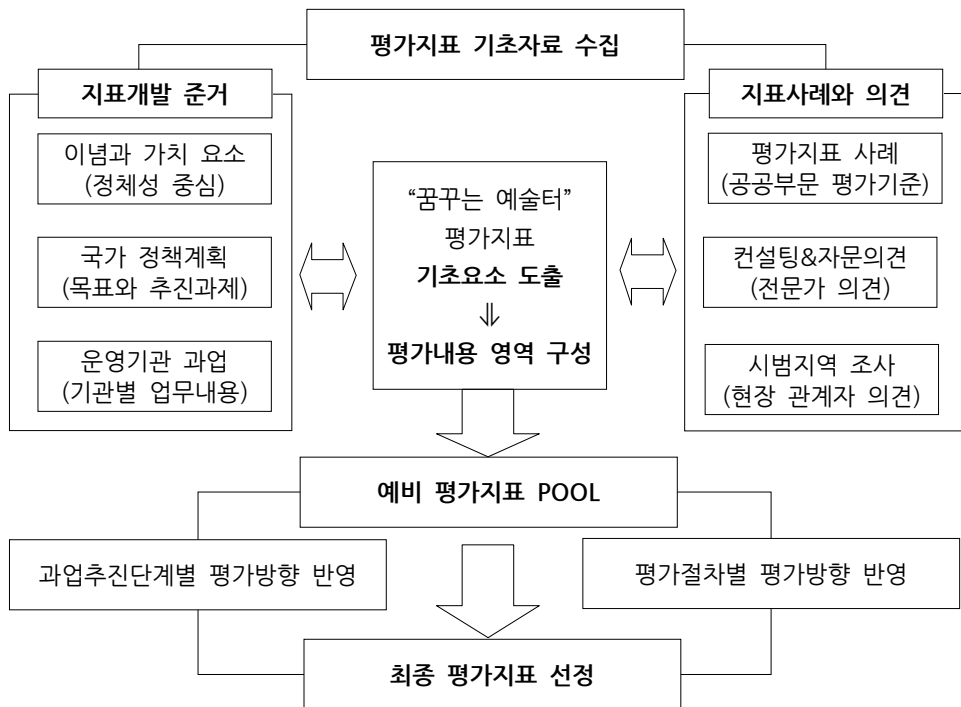 평가지표 기초자료 수집
지표개발 준거
이념과 가치 요소
(정체성 중심)
국가 정책계획
(목표와 추진과제)
운영기관 과업
(기관별 업무내용)
“꿈꾸는 예술터”
평가지표
기초요소 도출
⇓
평가내용 영역 구성
지표사례와 의견
평가지표 사례
(공공부문 평가기준)
컨설팅&자문의견
(전문가 의견)
시범지역 조사
(현장 관계자 의견)
예비 평가지표 POOL
과업추진단계별 평가방향 반영
평가절차별 평가방향 반영
최종 평가지표 선정